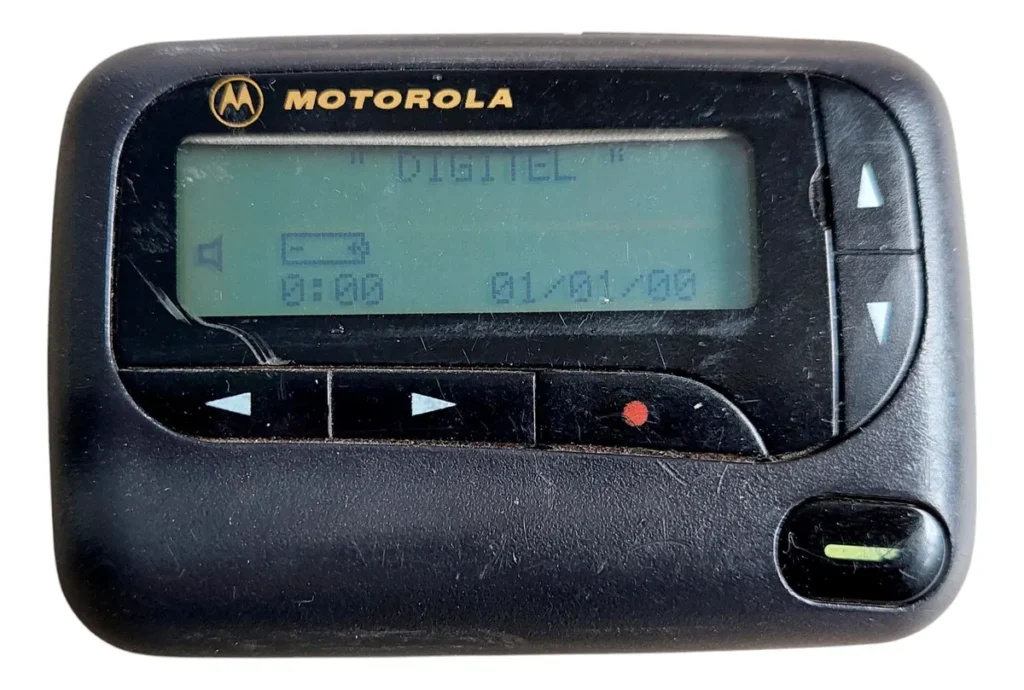 MOTOROLA
" DIGITEL "
0:00 01/01/00